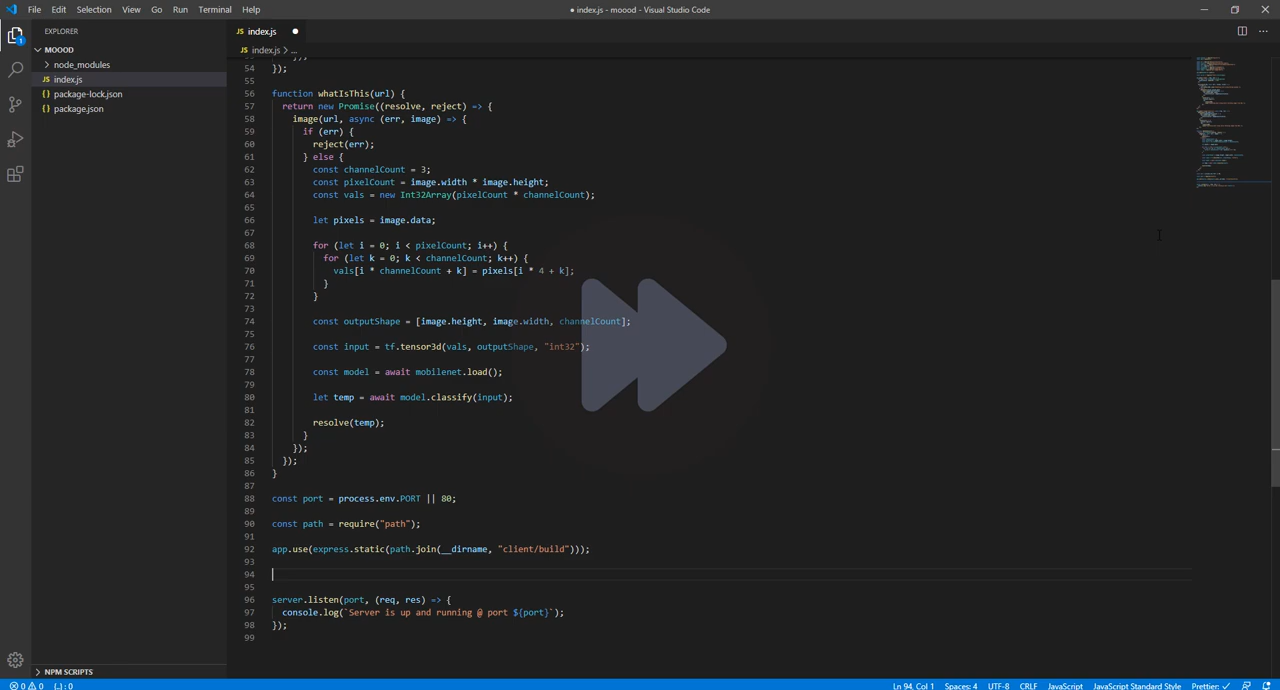 File Edit Selection View Go Run Terminal Help
● index.js - moood - Visual Studio Code
EXPLORER
MOOOD
node_modules
JS index.js
{} package-lock.json
{} package.json
NPM SCRIPTS
JS index.js ●
JS index.js > ...
54 });
55
56 function whatIsThis(url) {
57 return new Promise((resolve, reject) => {
58 image(url, async (err, image) => {
59 if (err) {
60 reject(err);
61 } else {
62 const channelCount = 3;
63 const pixelCount = image.width * image.height;
64 const vals = new Int32Array(pixelCount * channelCount);
65
66 let pixels = image.data;
67
68 for (let i = 0; i < pixelCount; i++) {
69 for (let k = 0; k < channelCount; k++) {
70 vals[i * channelCount + k] = pixels[i * 4 + k];
71 }
72 }
73
74 const outputShape = [image.height, image.width, channelCount];
75
76 const input = tf.tensor3d(vals, outputShape, "int32");
77
78 const model = await mobilenet.load();
79
80 let temp = await model.classify(input);
81
82 resolve(temp);
83 }
84 });
85 });
86 }
87
88 const port = process.env.PORT || 80;
89
90 const path = require("path");
91
92 app.use(express.static(path.join(__dirname, "client/build")));
93
94
95
96 server.listen(port, (req, res) => {
97 console.log(`Server is up and running @ port ${port}`);
98 });
99
0 0 {..} : 0 Ln 94, Col 1 Spaces: 4 UTF-8 CRLF JavaScript JavaScript Standard Style Prettier: ✓